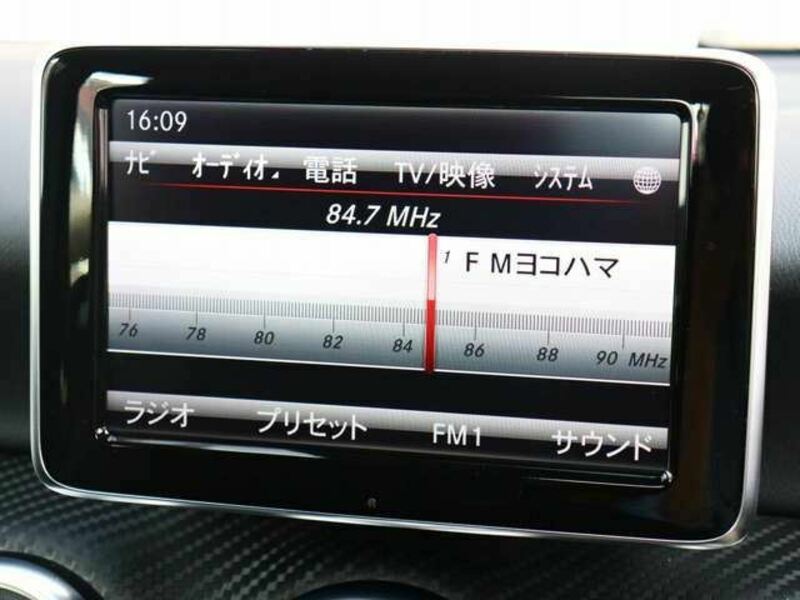 16:09
ﾅﾋﾞ ｵｰﾃﾞｨｵ 電話 TV/映像 ｼｽﾃﾑ
84.7 MHz
1 ＦＭヨコハマ
76 78 80 82 84 86 88 90 MHz
ラジオ プリセット FM1 サウンド